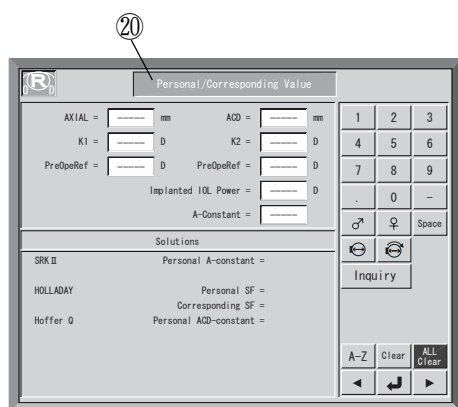 ⑳
R
Personal/Corresponding Value
AXIAL = ----- mm ACD = ----- mm
K1 = ----- D K2 = ----- D
PreOpeRef = ----- D PreOpeRef = ----- D
Implanted IOL Power = ----- D
A-Constant = -----
Solutions
SRKⅡ Personal A-constant =
HOLLADAY Personal SF =
Corresponding SF =
Hoffer Q Personal ACD-constant =
1 2 3
4 5 6
7 8 9
. 0 −
♂ ♀ Space
Inquiry
A-Z Clear ALL Clear